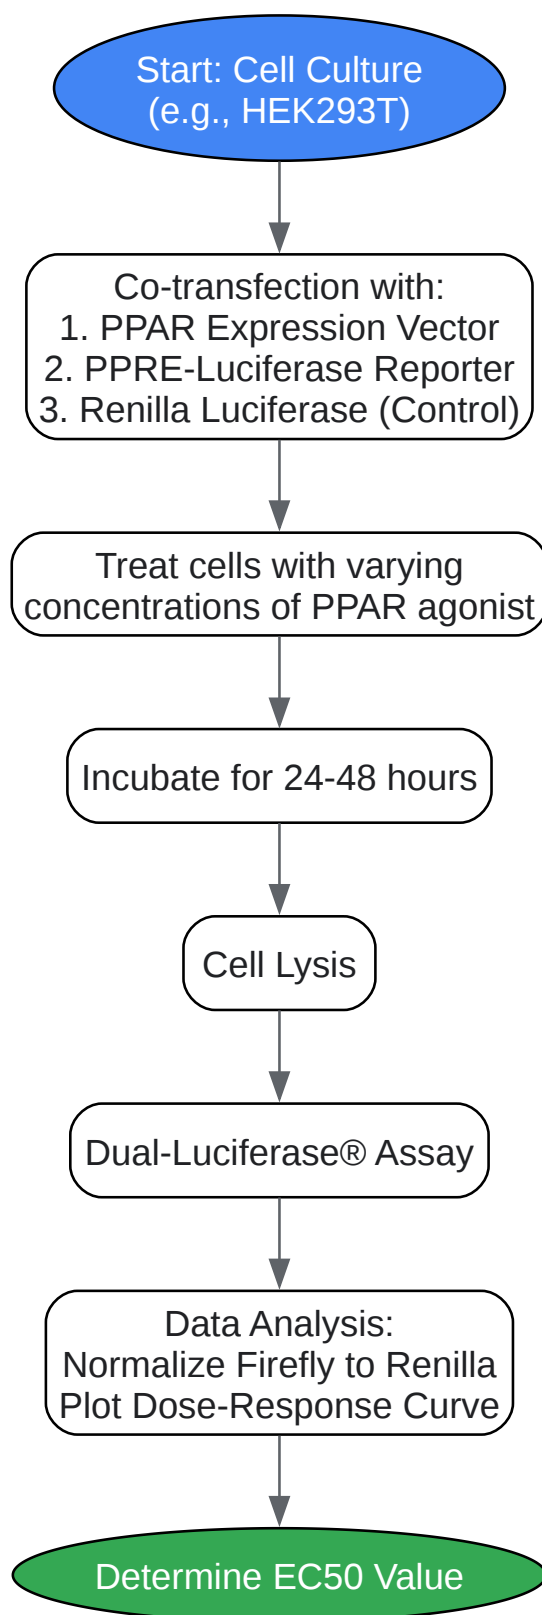 Start: Cell Culture
(e.g., HEK293T)
Co-transfection with:
1. PPAR Expression Vector
2. PPRE-Luciferase Reporter
3. Renilla Luciferase (Control)
Treat cells with varying
concentrations of PPAR agonist
Incubate for 24-48 hours
Cell Lysis
Dual-Luciferase® Assay
Data Analysis:
Normalize Firefly to Renilla
Plot Dose-Response Curve
Determine EC50 Value